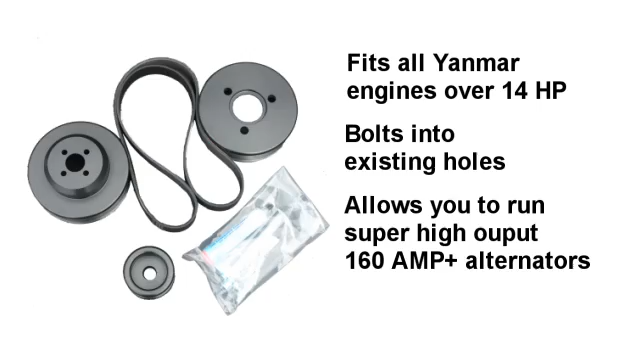 Fits all Yanmar
engines over 14 HP
Bolts into
existing holes
Allows you to run
super high ouput
160 AMP+ alternators